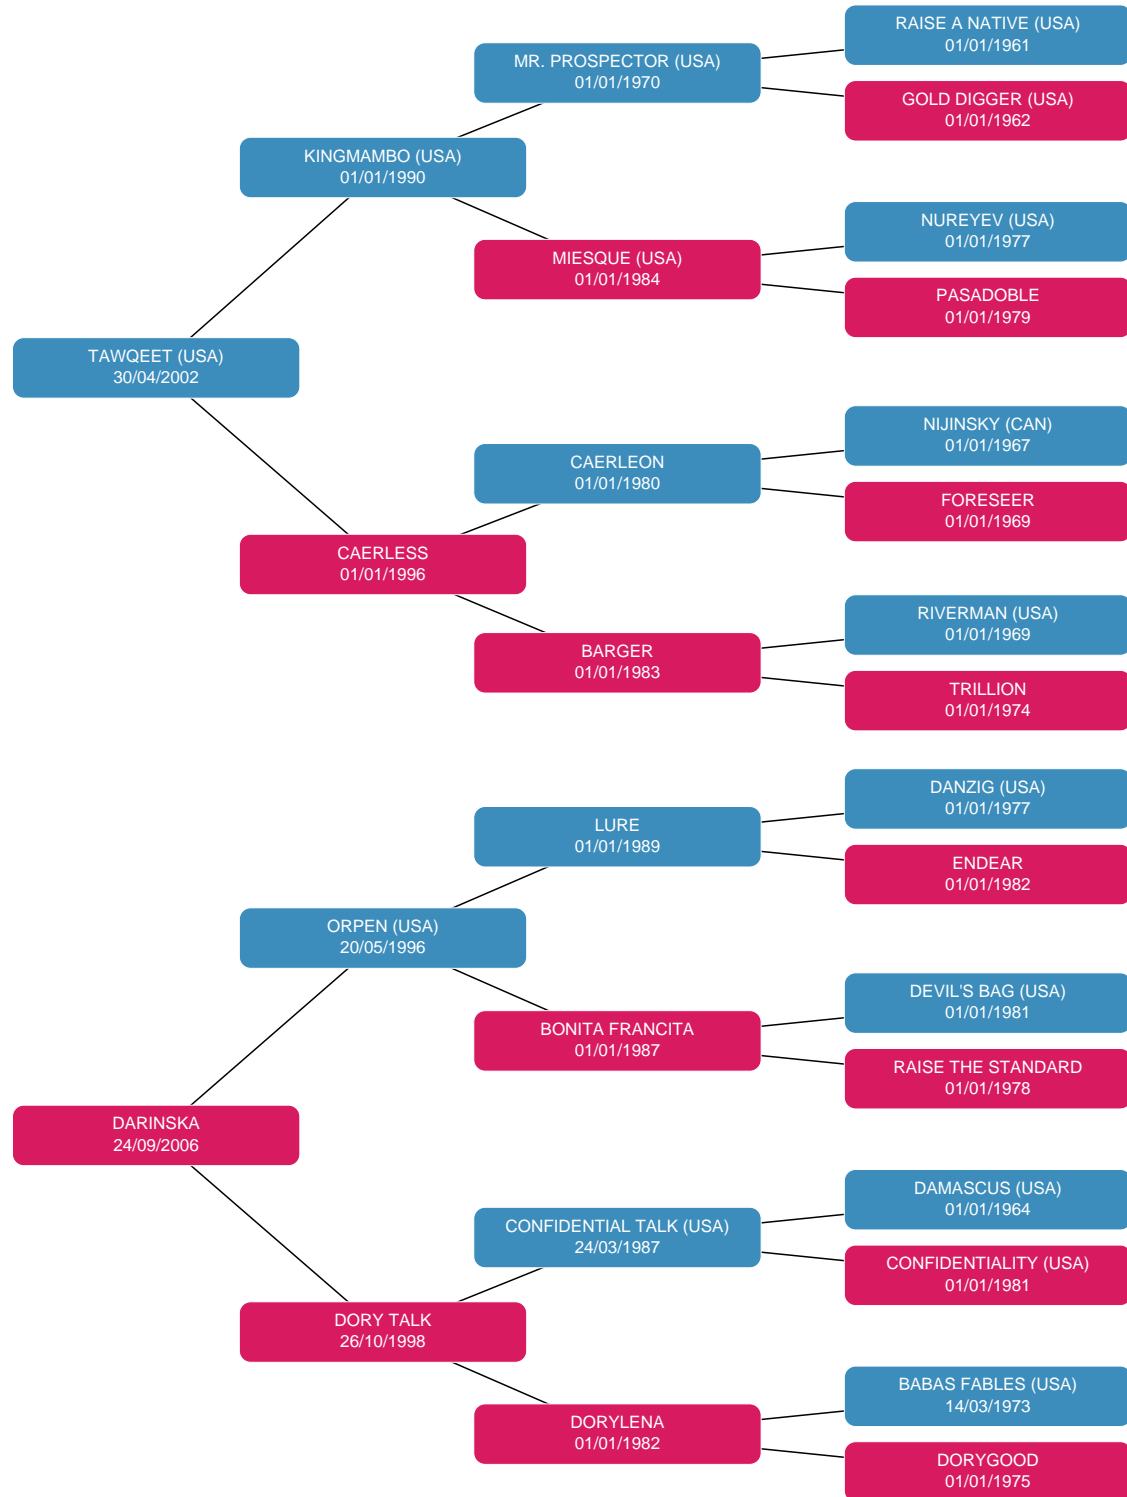 RAISE A NATIVE (USA)
01/01/1961
MR. PROSPECTOR (USA)
01/01/1970
GOLD DIGGER (USA)
01/01/1962
KINGMAMBO (USA)
01/01/1990
NUREYEV (USA)
01/01/1977
MIESQUE (USA)
01/01/1984
PASADOBLE
01/01/1979
TAWQEET (USA)
30/04/2002
NIJINSKY (CAN)
01/01/1967
CAERLEON
01/01/1980
FORESEER
01/01/1969
CAERLESS
01/01/1996
RIVERMAN (USA)
01/01/1969
BARGER
01/01/1983
TRILLION
01/01/1974
DANZIG (USA)
01/01/1977
LURE
01/01/1989
ENDEAR
01/01/1982
ORPEN (USA)
20/05/1996
DEVIL'S BAG (USA)
01/01/1981
BONITA FRANCITA
01/01/1987
RAISE THE STANDARD
01/01/1978
DARINSKA
24/09/2006
DAMASCUS (USA)
01/01/1964
CONFIDENTIAL TALK (USA)
24/03/1987
CONFIDENTIALITY (USA)
01/01/1981
DORY TALK
26/10/1998
BABAS FABLES (USA)
14/03/1973
DORYLENA
01/01/1982
DORYGOOD
01/01/1975